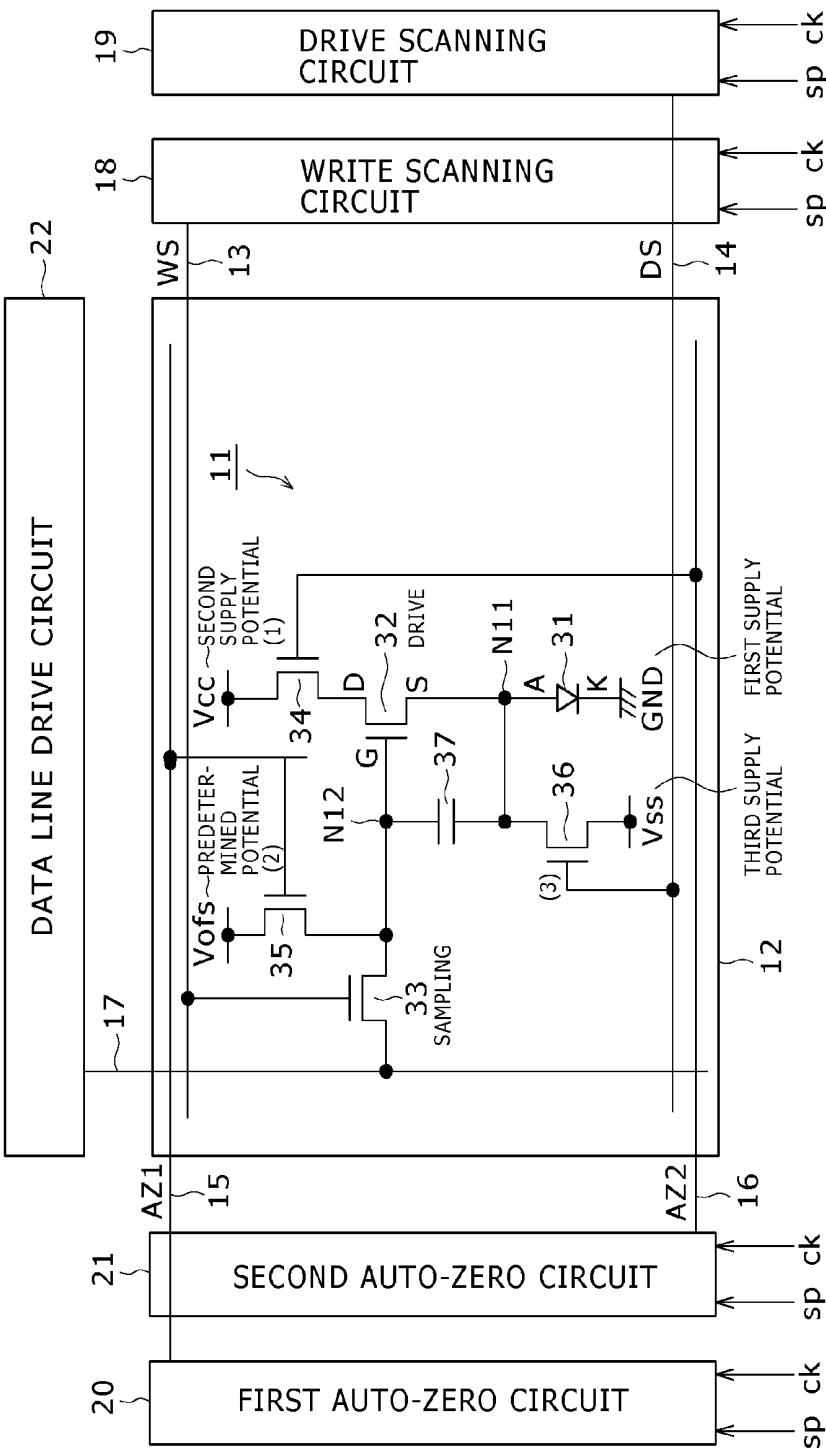 22
DATA LINE DRIVE CIRCUIT
17
19
DRIVE SCANNING
CIRCUIT
sp
ck
18
WRITE SCANNING
CIRCUIT
sp
ck
WS
13
DS
14
11
Vcc
SECOND
SUPPLY
POTENTIAL
(1)
34
D
G
S
32
DRIVE
N11
A
31
K
GND
FIRST SUPPLY
POTENTIAL
Vofs
PREDETER-
MINED
POTENTIAL
(2)
35
N12
37
36
(3)
Vss
THIRD SUPPLY
POTENTIAL
33
SAMPLING
12
AZ1
15
AZ2
16
21
SECOND AUTO-ZERO CIRCUIT
sp
ck
20
FIRST AUTO-ZERO CIRCUIT
sp
ck